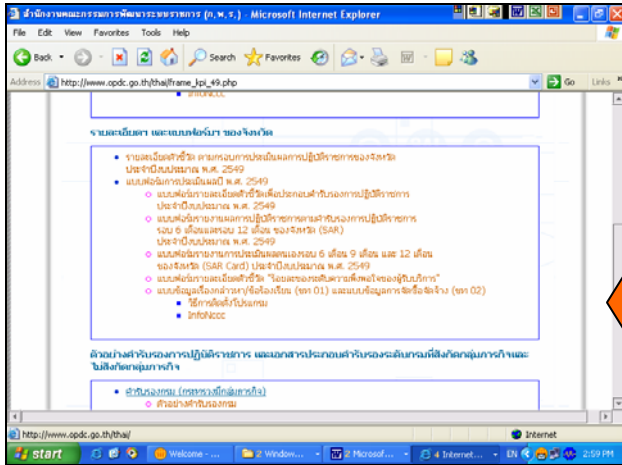 สำนักงานคณะกรรมการพัฒนาระบบราชการ (ก.พ.ร.) - Microsoft Internet Explorer
File Edit View Favorites Tools Help
Back Search Favorites
Address http://www.opdc.go.th/thai/frame_kpi_49.php Go Links
InfoNccc
รายละเอียดฯ และแบบฟอร์มฯ ของจังหวัด
รายละเอียดตัวชี้วัด ตามกรอบการประเมินผลการปฏิบัติราชการของจังหวัด
ประจำปีงบประมาณ พ.ศ. 2549
แบบฟอร์มการประเมินผลปี พ.ศ. 2549
แบบฟอร์มรายละเอียดตัวชี้วัดเพื่อประกอบคำรับรองการปฏิบัติราชการ
ประจำปีงบประมาณ พ.ศ. 2549
แบบฟอร์มรายงานผลการปฏิบัติราชการตามคำรับรองการปฏิบัติราชการ
รอบ 6 เดือนและรอบ 12 เดือน ของจังหวัด (SAR)
ประจำปีงบประมาณ พ.ศ. 2549
แบบฟอร์มรายงานการประเมินผลตนเองรอบ 6 เดือน 9 เดือน และ 12 เดือน
ของจังหวัด (SAR Card) ประจำปีงบประมาณ พ.ศ. 2549
แบบฟอร์มรายละเอียดตัวชี้วัด "ร้อยละของระดับความพึงพอใจของผู้รับบริการ"
แบบข้อมูลเรื่องกล่าวหา/ข้อร้องเรียน (ขท 01) และแบบข้อมูลการจัดซื้อจัดจ้าง (ขท 02)
วิธีการติดตั้งโปรแกรม
InfoNccc
ตัวอย่างคำรับรองการปฏิบัติราชการ และเอกสารประกอบคำรับรองระดับกรมที่สังกัดกลุ่มภารกิจและ
ไม่สังกัดกลุ่มภารกิจ
คำรับรองกรม (กระทรวงมีกลุ่มภารกิจ)
ตัวอย่างคำรับรองกรม
http://www.opdc.go.th/thai/ Internet
start Welcome - ... 2 Window... 2 Microsof... 4 Internet... EN 2:59 PM